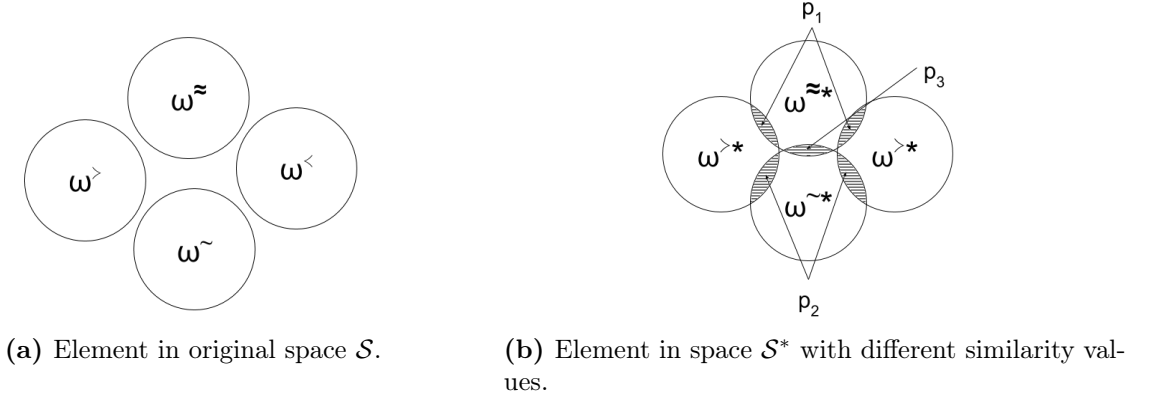 p₁
p₃
ω≈
ω≻
ω≺
ω∼
ω≈*
ω≻*
ω≻*
ω∼*
p₂
(a) Element in original space 𝒮.
(b) Element in space 𝒮* with different similarity val-
ues.